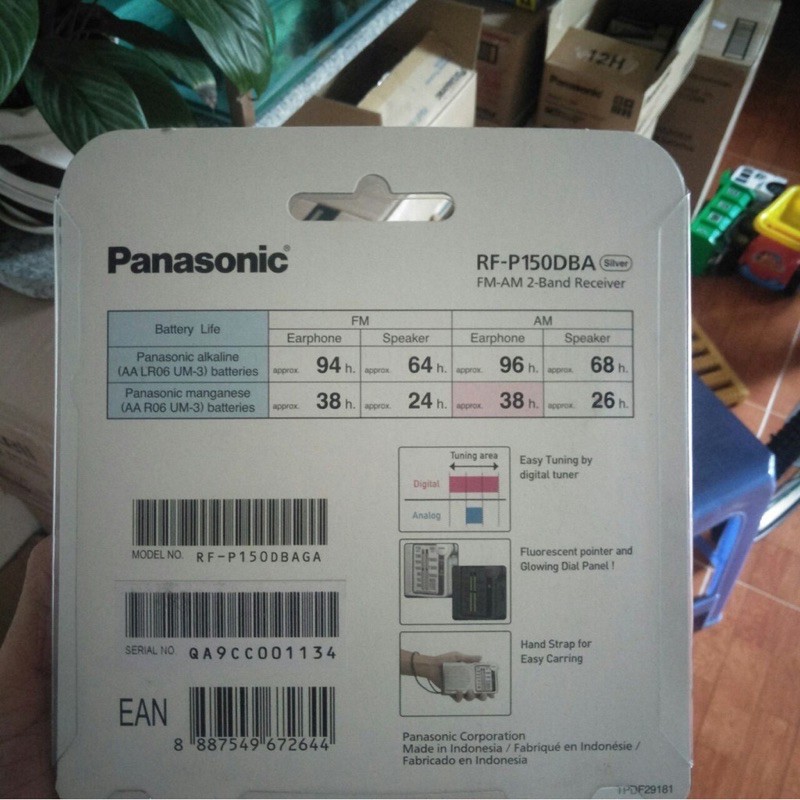 12H
Panasonic
Panasonic®
RF-P150DBA Silver
FM-AM 2-Band Receiver
Battery Life
FM
AM
Earphone
Speaker
Earphone
Speaker
Panasonic alkaline
(AA LR06 UM-3) batteries
approx. 94 h.
approx. 64 h.
approx. 96 h.
approx. 68 h.
Panasonic manganese
(AA R06 UM-3) batteries
approx. 38 h.
approx. 24 h.
approx. 38 h.
approx. 26 h.
Tuning area
Digital
Analog
Easy Tuning by
digital tuner
MODEL NO. RF-P150DBAGA
Fluorescent pointer and
Glowing Dial Panel !
SERIAL NO. QA9CC001134
Hand Strap for
Easy Carring
EAN
8 887549 672644
Panasonic Corporation
Made in Indonesia / Fabriqué en Indonésie /
Fabricado en Indonesia
TPDF29181